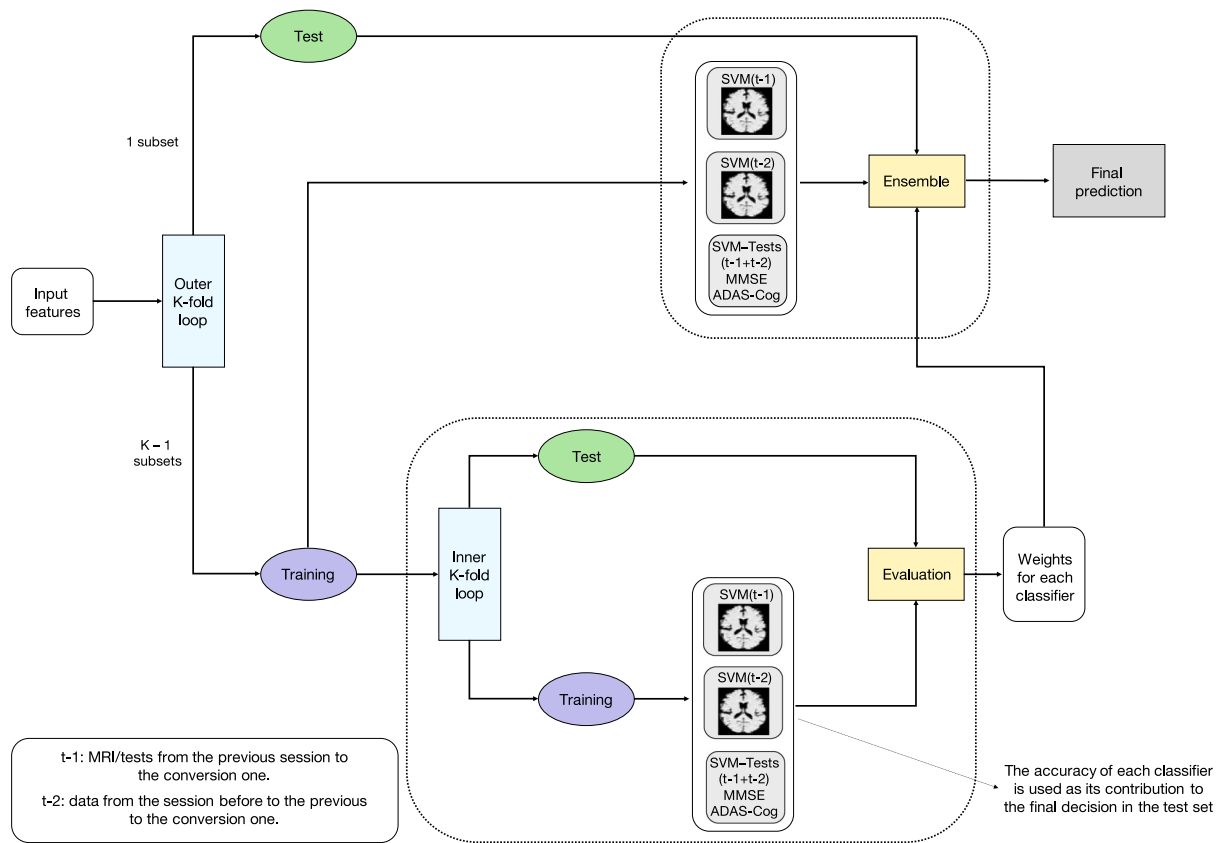 Test
1 subset
SVM(t-1)
SVM(t-2)
SVM–Tests
(t-1+t-2)
MMSE
ADAS-Cog
Ensemble
Final
prediction
Input
features
Outer
K-fold
loop
K – 1
subsets
Training
Test
Inner
K-fold
loop
Training
SVM(t-1)
SVM(t-2)
SVM–Tests
(t-1+t-2)
MMSE
ADAS-Cog
Evaluation
Weights
for each
classifier
t-1: MRI/tests from the previous session to
the conversion one.
t-2: data from the session before to the previous
to the conversion one.
The accuracy of each classifier
is used as its contribution to
the final decision in the test set